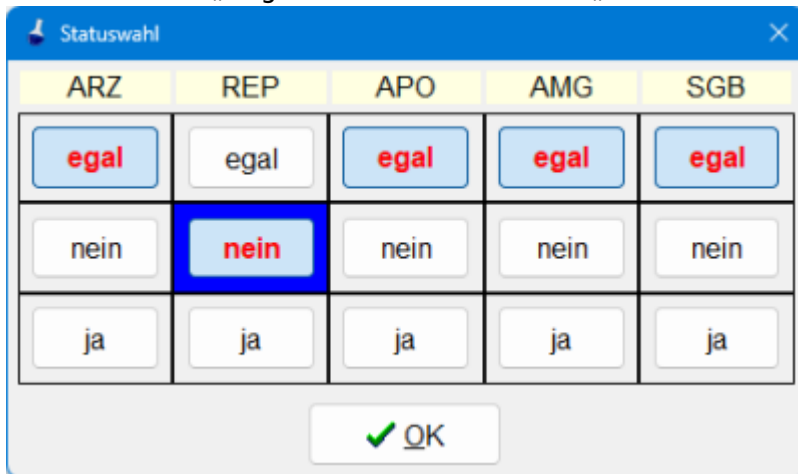 Statuswahl
ARZ REP APO AMG SGB
egal egal egal egal egal
nein nein nein nein nein
ja ja ja ja ja
OK